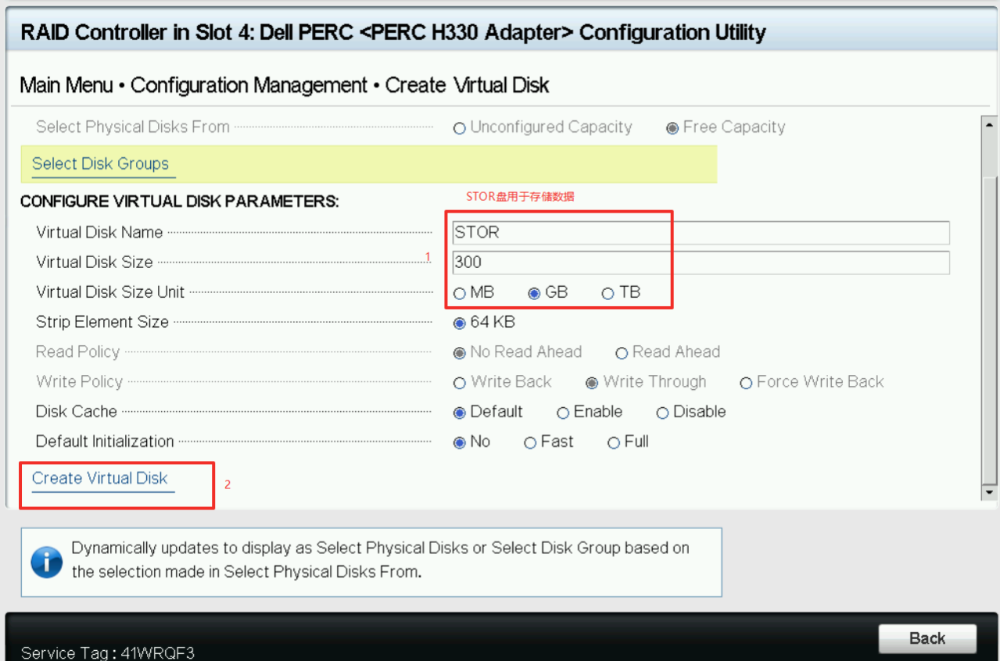 RAID Controller in Slot 4: Dell PERC <PERC H330 Adapter> Configuration Utility
Main Menu • Configuration Management • Create Virtual Disk
Select Physical Disks From Unconfigured Capacity Free Capacity
Select Disk Groups
STOR盘用于存储数据
CONFIGURE VIRTUAL DISK PARAMETERS:
Virtual Disk Name STOR
Virtual Disk Size 1 300
Virtual Disk Size Unit MB GB TB
Strip Element Size 64 KB
Read Policy No Read Ahead Read Ahead
Write Policy Write Back Write Through Force Write Back
Disk Cache Default Enable Disable
Default Initialization No Fast Full
Create Virtual Disk 2
Dynamically updates to display as Select Physical Disks or Select Disk Group based on
the selection made in Select Physical Disks From.
Back
Service Tag : 41WRQF3